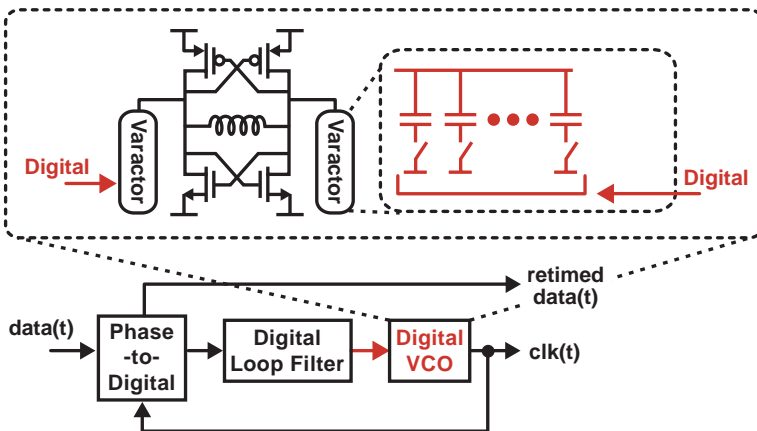 Varactor
Varactor
Digital
Digital
retimed
data(t)
data(t)
Phase
-to-
Digital
Digital
Loop Filter
Digital
VCO
clk(t)